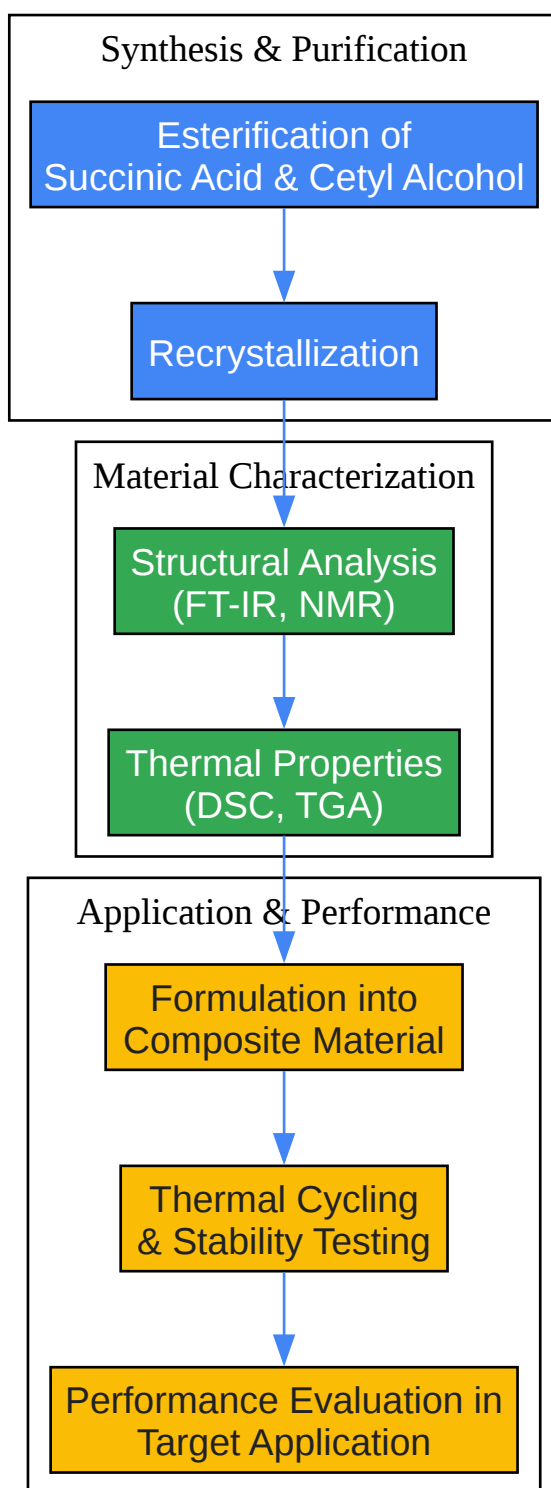 Synthesis & Purification
Esterification of
Succinic Acid & Cetyl Alcohol
Recrystallization
Material Characterization
Structural Analysis
(FT-IR, NMR)
Thermal Properties
(DSC, TGA)
Application & Performance
Formulation into
Composite Material
Thermal Cycling
& Stability Testing
Performance Evaluation in
Target Application